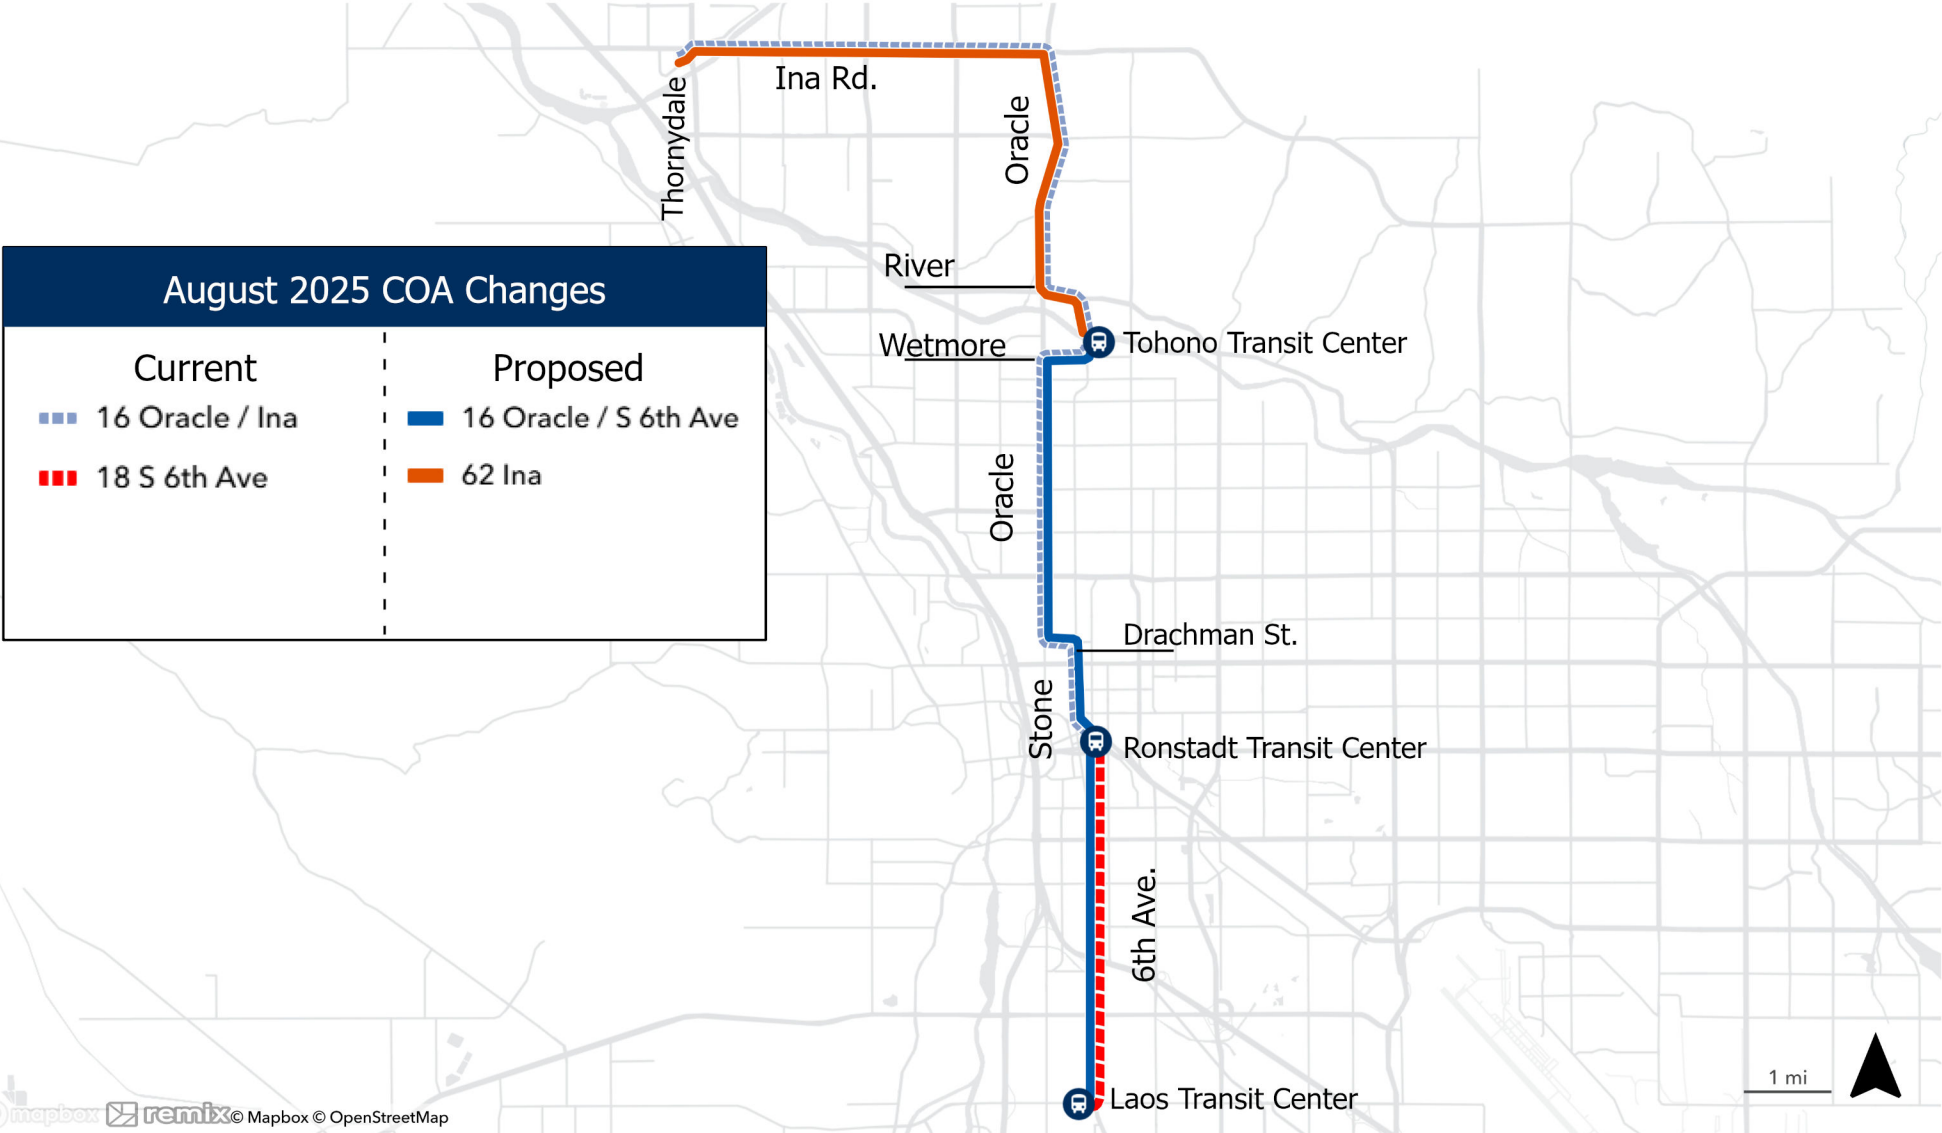 Ina Rd.
Thornydale
Oracle
River
August 2025 COA Changes
Wetmore
Tohono Transit Center
Current
Proposed
16 Oracle / Ina
16 Oracle / S 6th Ave
18 S 6th Ave
62 Ina
Oracle
Drachman St.
Stone
Ronstadt Transit Center
6th Ave.
1 mi
Laos Transit Center
mapbox remix © Mapbox © OpenStreetMap